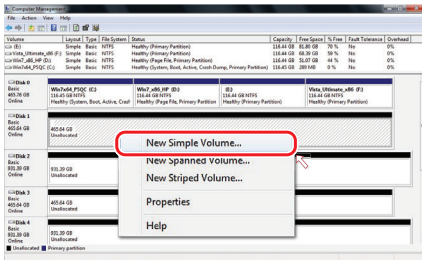 Computer Management
File Action View Help
Volume Layout Type File System Status Capacity Free Space % Free Fault Tolerance Overhead
(E:) Simple Basic NTFS Healthy (Primary Partition) 116.44 GB 81.80 GB 70 % No 0%
Vista_Ultimate_x86 (F:) Simple Basic NTFS Healthy (Primary Partition) 116.44 GB 68.39 GB 59 % No 0%
Win7_x86_HP (D:) Simple Basic NTFS Healthy (Page File, Primary Partition) 116.44 GB 51.07 GB 44 % No 0%
Win7x64_PSQC (C:) Simple Basic NTFS Healthy (System, Boot, Active, Crash Dump, Primary Partition) 116.45 GB 289 MB 0 % No 0%
Disk 0
Basic
465.76 GB
Online
Win7x64_PSQC (C:)
116.45 GB NTFS
Healthy (System, Boot, Active, Crash
Win7_x86_HP (D:)
116.44 GB NTFS
Healthy (Page File, Primary Partition
(E:)
116.44 GB NTFS
Healthy (Primary Partition)
Vista_Ultimate_x86 (F:)
116.44 GB NTFS
Healthy (Primary Partition)
Disk 1
Basic
465.64 GB
Online
465.64 GB
Unallocated
New Simple Volume...
New Spanned Volume...
New Striped Volume...
Properties
Help
Disk 2
Basic
931.39 GB
Online
931.39 GB
Unallocated
Disk 3
Basic
465.64 GB
Online
465.64 GB
Unallocated
Disk 4
Basic
931.39 GB
Online
931.39 GB
Unallocated
Unallocated Primary partition